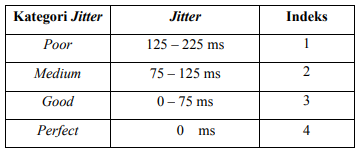 Kategori Jitter Jitter Indeks
Poor 125 – 225 ms 1
Medium 75 – 125 ms 2
Good 0 – 75 ms 3
Perfect 0 ms 4